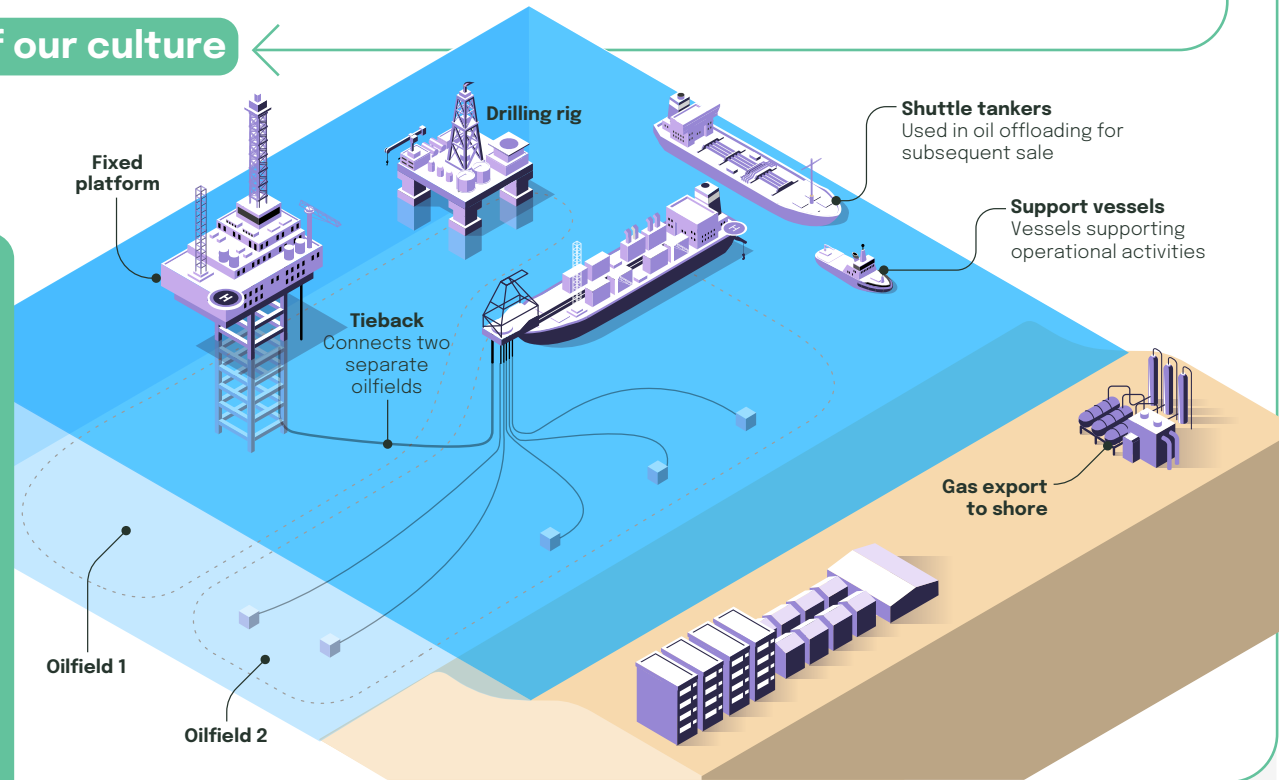 our culture
Drilling rig
Shuttle tankers
Used in oil offloading for
subsequent sale
Fixed
platform
Support vessels
Vessels supporting
operational activities
H
H
Tieback
Connects two
separate
oilfields
Gas export
to shore
Oilfield 1
Oilfield 2